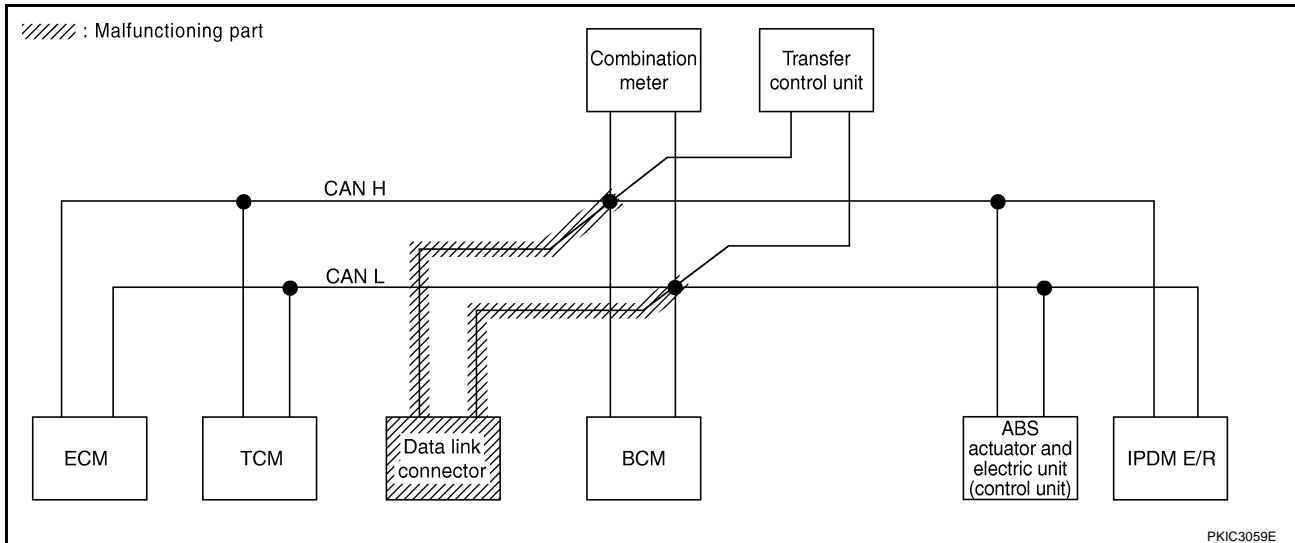 : Malfunctioning part
Combination
meter
Transfer
control unit
CAN H
CAN L
ECM
TCM
Data link
connector
BCM
ABS
actuator and
electric unit
(control unit)
IPDM E/R
PKIC3059E